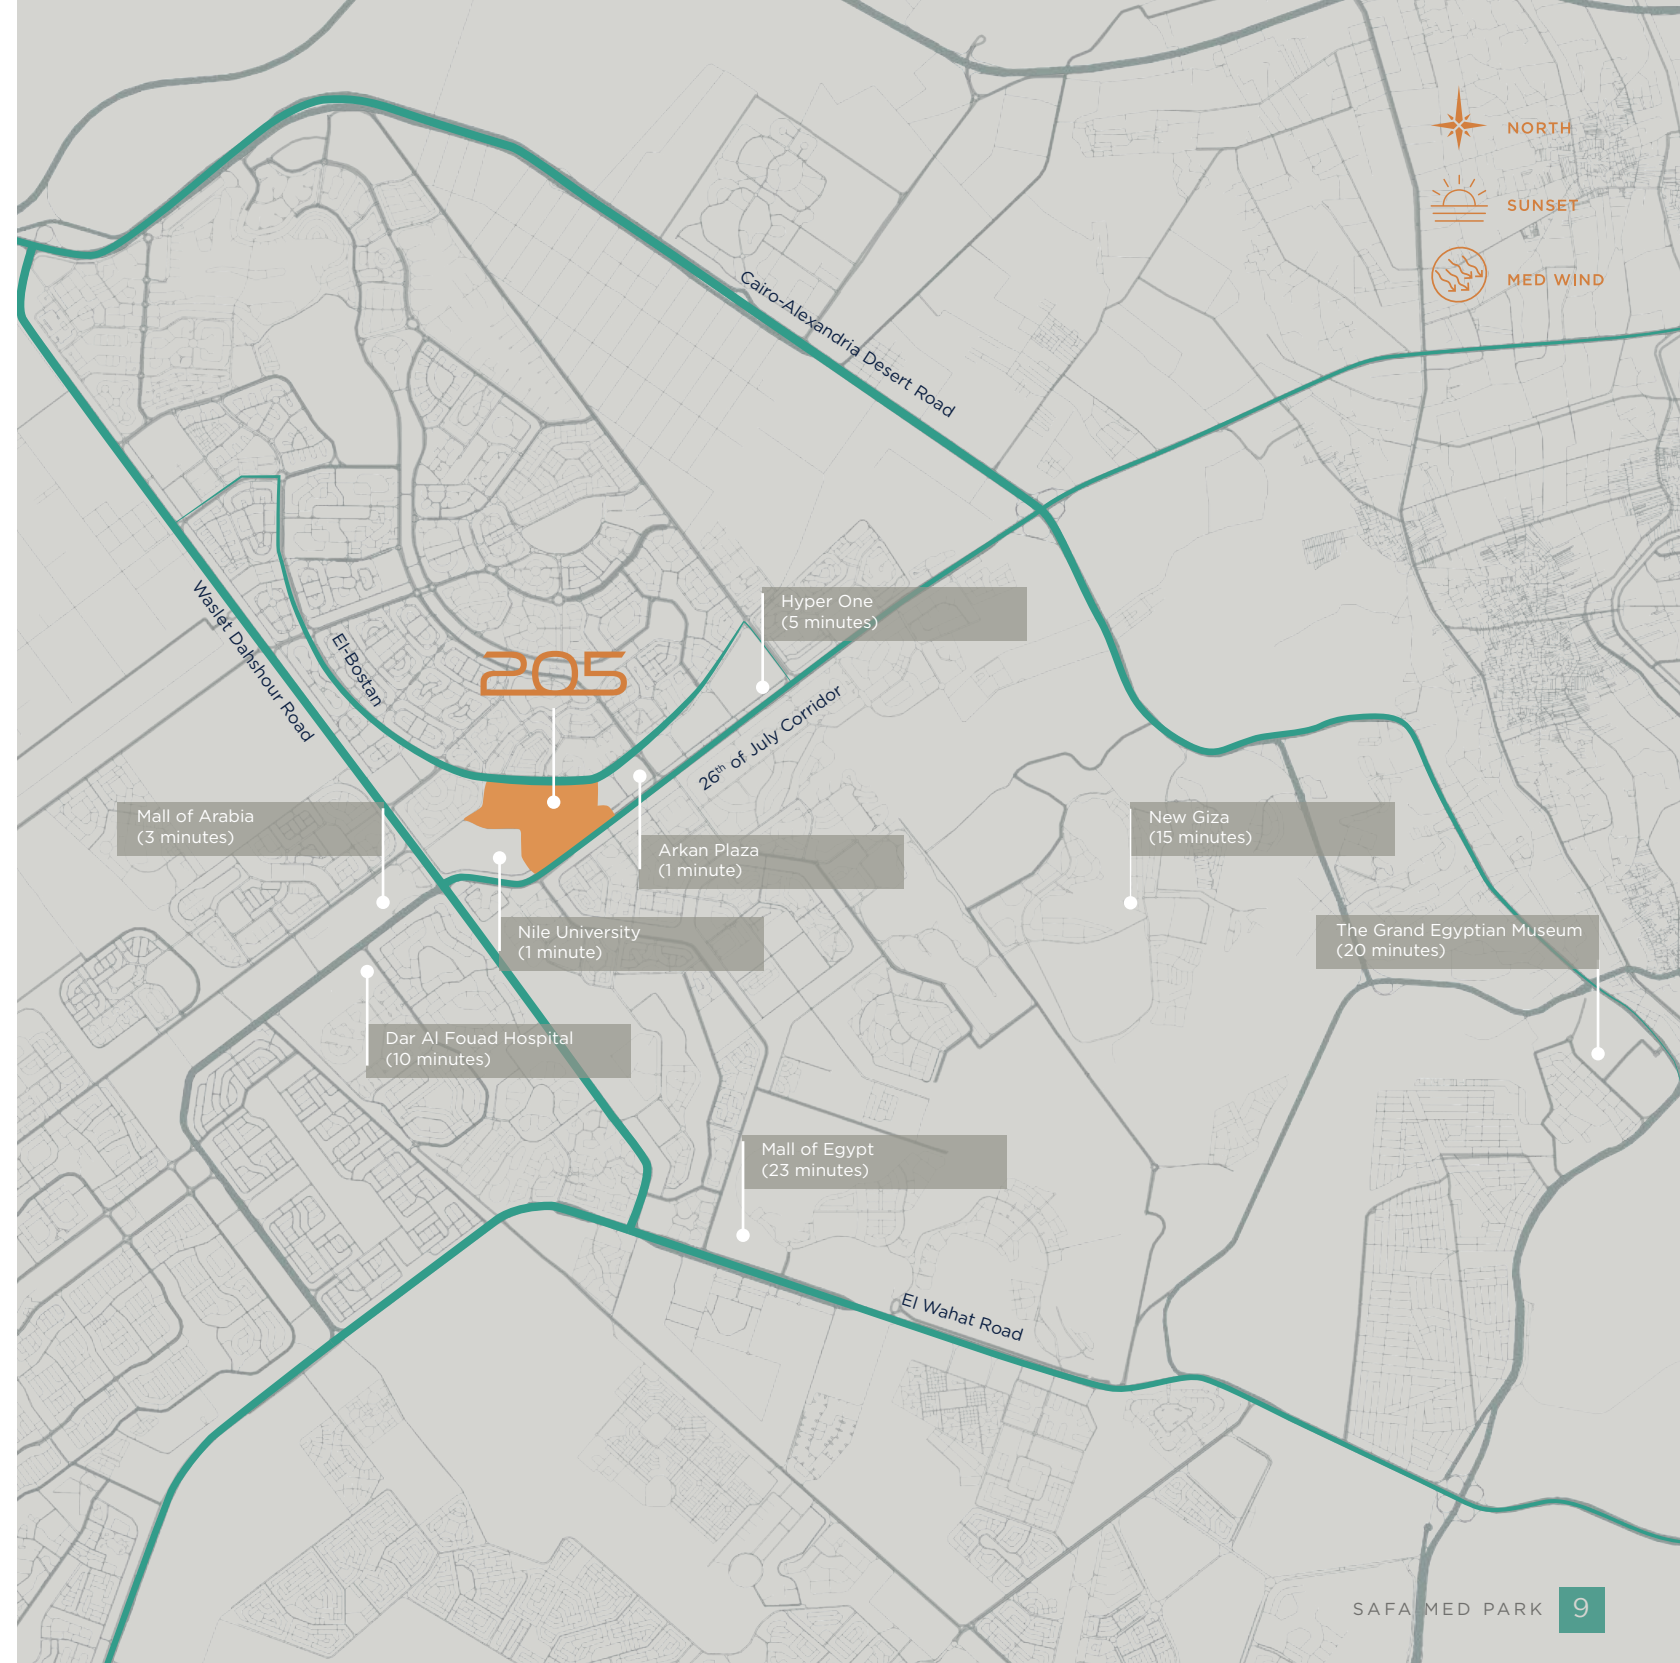 NORTH
SUNSET
MED WIND
Cairo-Alexandria Desert Road
Hyper One
(5 minutes)
Waslet Dahshour Road
El-Bostan
205
26th of July Corridor
Mall of Arabia
(3 minutes)
New Giza
(15 minutes)
Arkan Plaza
(1 minute)
Nile University
(1 minute)
The Grand Egyptian Museum
(20 minutes)
Dar Al Fouad Hospital
(10 minutes)
Mall of Egypt
(23 minutes)
El Wahat Road
SAFA MED PARK 9